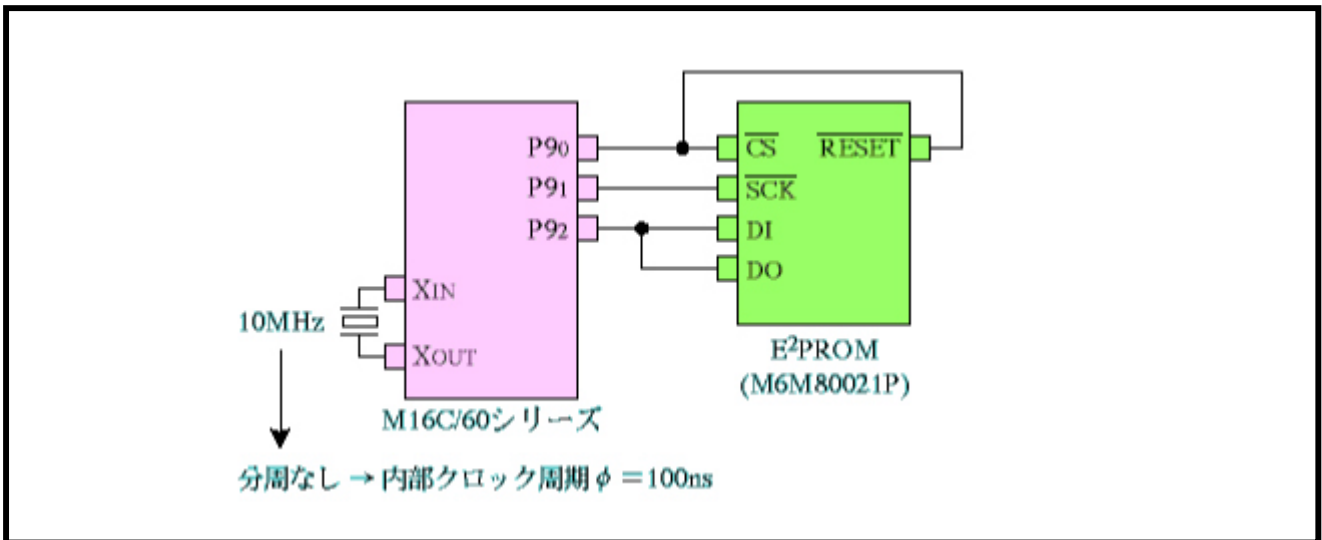 P90
P91
P92
XIN
XOUT
10MHz
CS
RESET
SCK
DI
DO
E²PROM
(M6M80021P)
M16C/60シリーズ
分周なし → 内部クロック周期φ=100ns